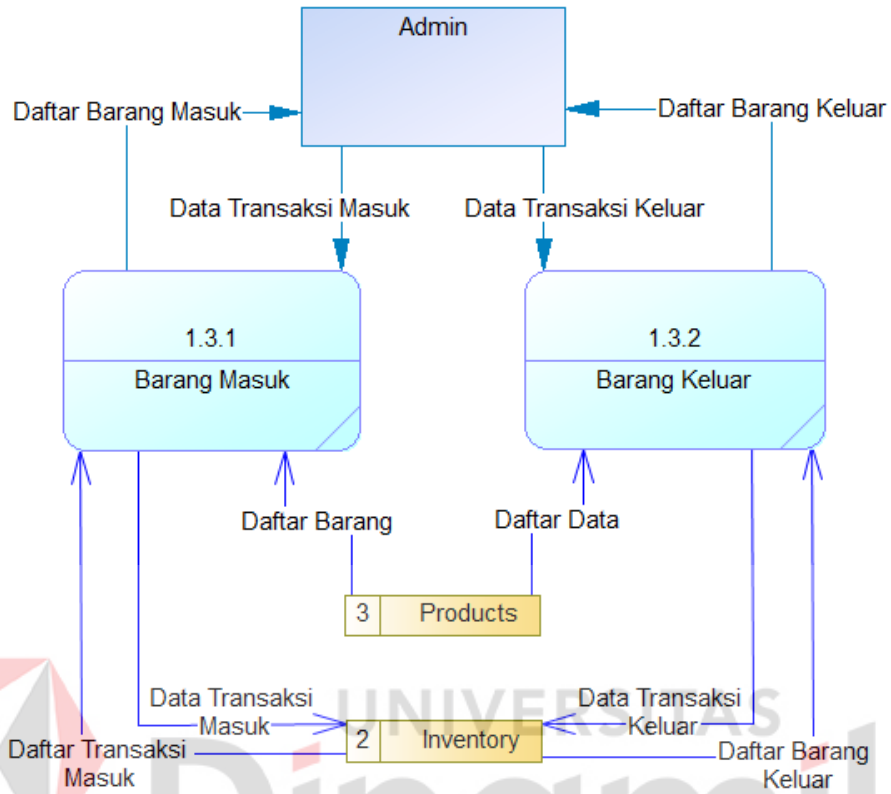 Admin
Daftar Barang Masuk
Daftar Barang Keluar
Data Transaksi Masuk
Data Transaksi Keluar
1.3.1
Barang Masuk
1.3.2
Barang Keluar
Daftar Barang
Daftar Data
3
Products
Data Transaksi
Masuk
Data Transaksi
Keluar
UNIVERSITAS
2
Inventory
Daftar Transaksi
Masuk
Daftar Barang
Keluar